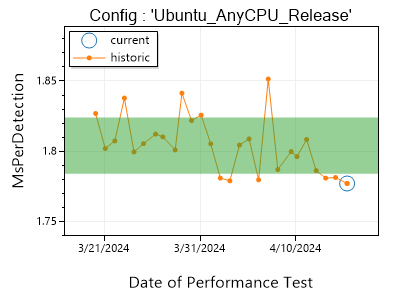 Config : 'Ubuntu_AnyCPU_Release'
current
historic
MsPerDetection
1.85
1.8
1.75
3/21/2024
3/31/2024
4/10/2024
Date of Performance Test